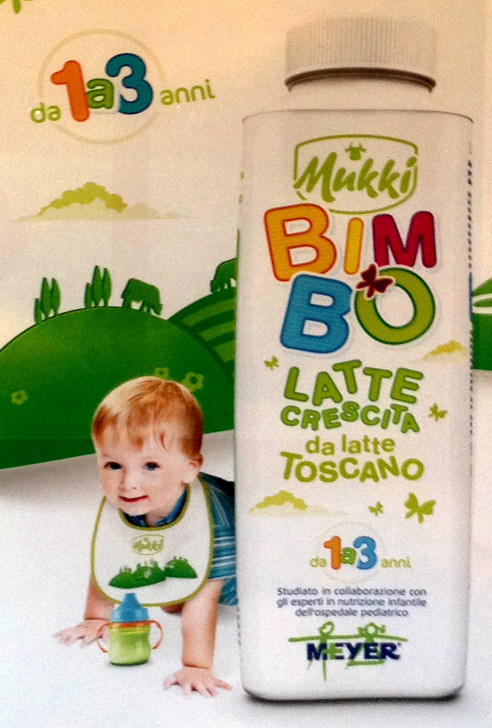 da 1a3 anni
Mukki
BIM
BO
LATTE
CRESCITA
da latte
TOSCANO
da 1a3 anni
Studiato in collaborazione con
gli esperti in nutrizione infantile
dell'ospedale pediatrico
MEYER
Mukki